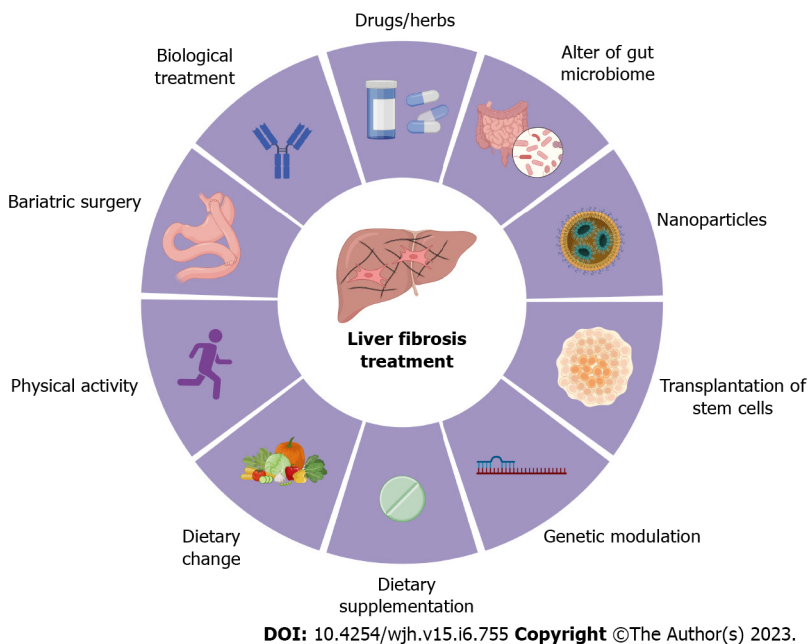 Drugs/herbs
Alter of gut
microbiome
Nanoparticles
Transplantation of
stem cells
Genetic modulation
Dietary
supplementation
Dietary
change
Physical activity
Bariatric surgery
Biological
treatment
Liver fibrosis
treatment
DOI: 10.4254/wjh.v15.i6.755 Copyright ©The Author(s) 2023.